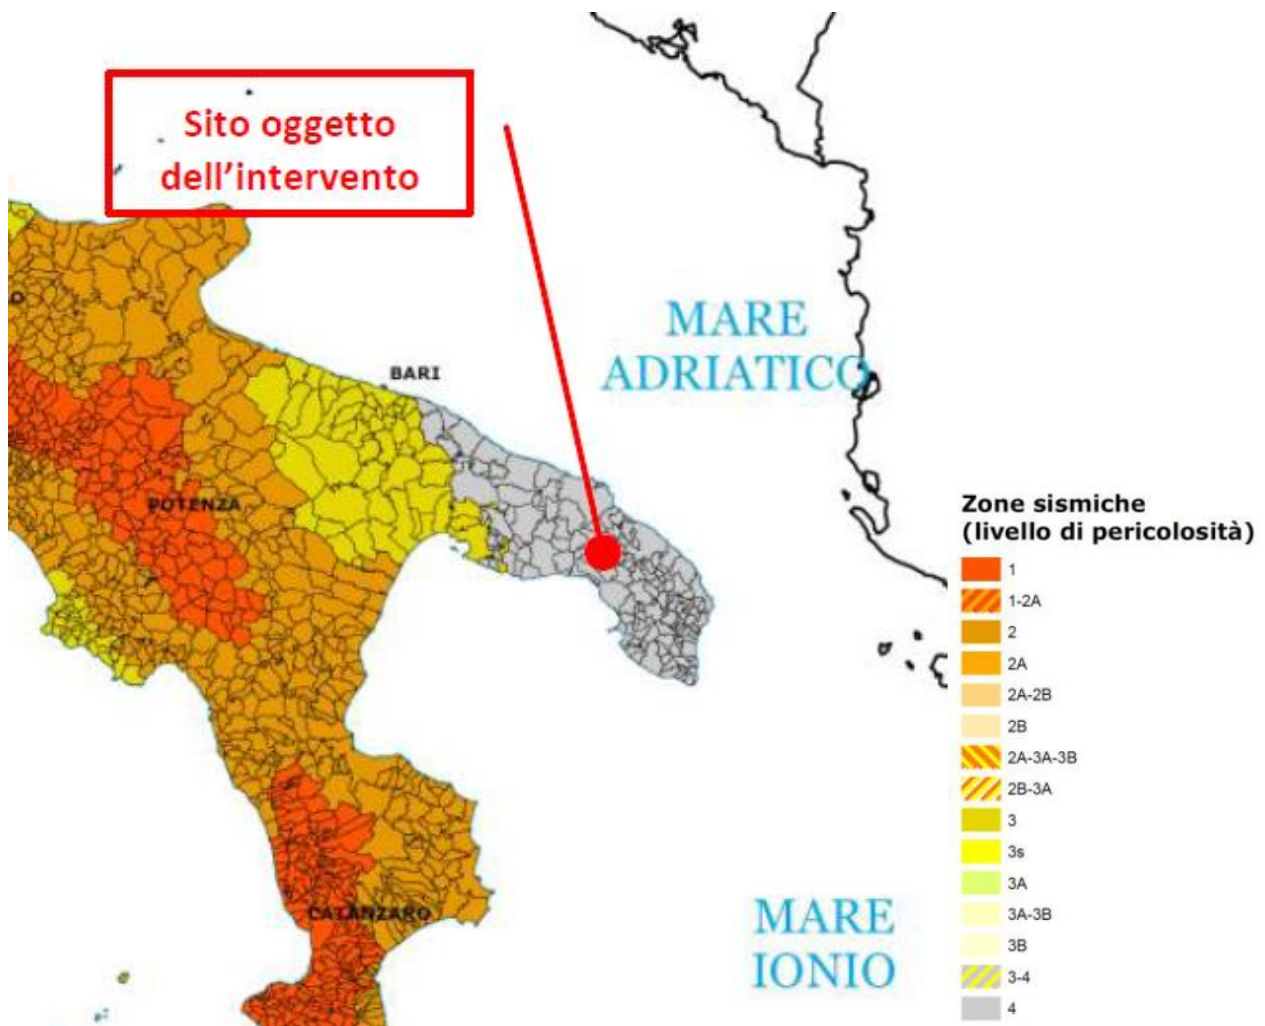 Sito oggetto
dell'intervento
MARE
ADRIATICO
BARI
O
POTENZA
CATANZARO
MARE
IONIO
Zone sismiche
(livello di pericolosità)
1
1-2A
2
2A
2A-2B
2B
2A-3A-3B
2B-3A
3
3s
3A
3A-3B
3B
3-4
4